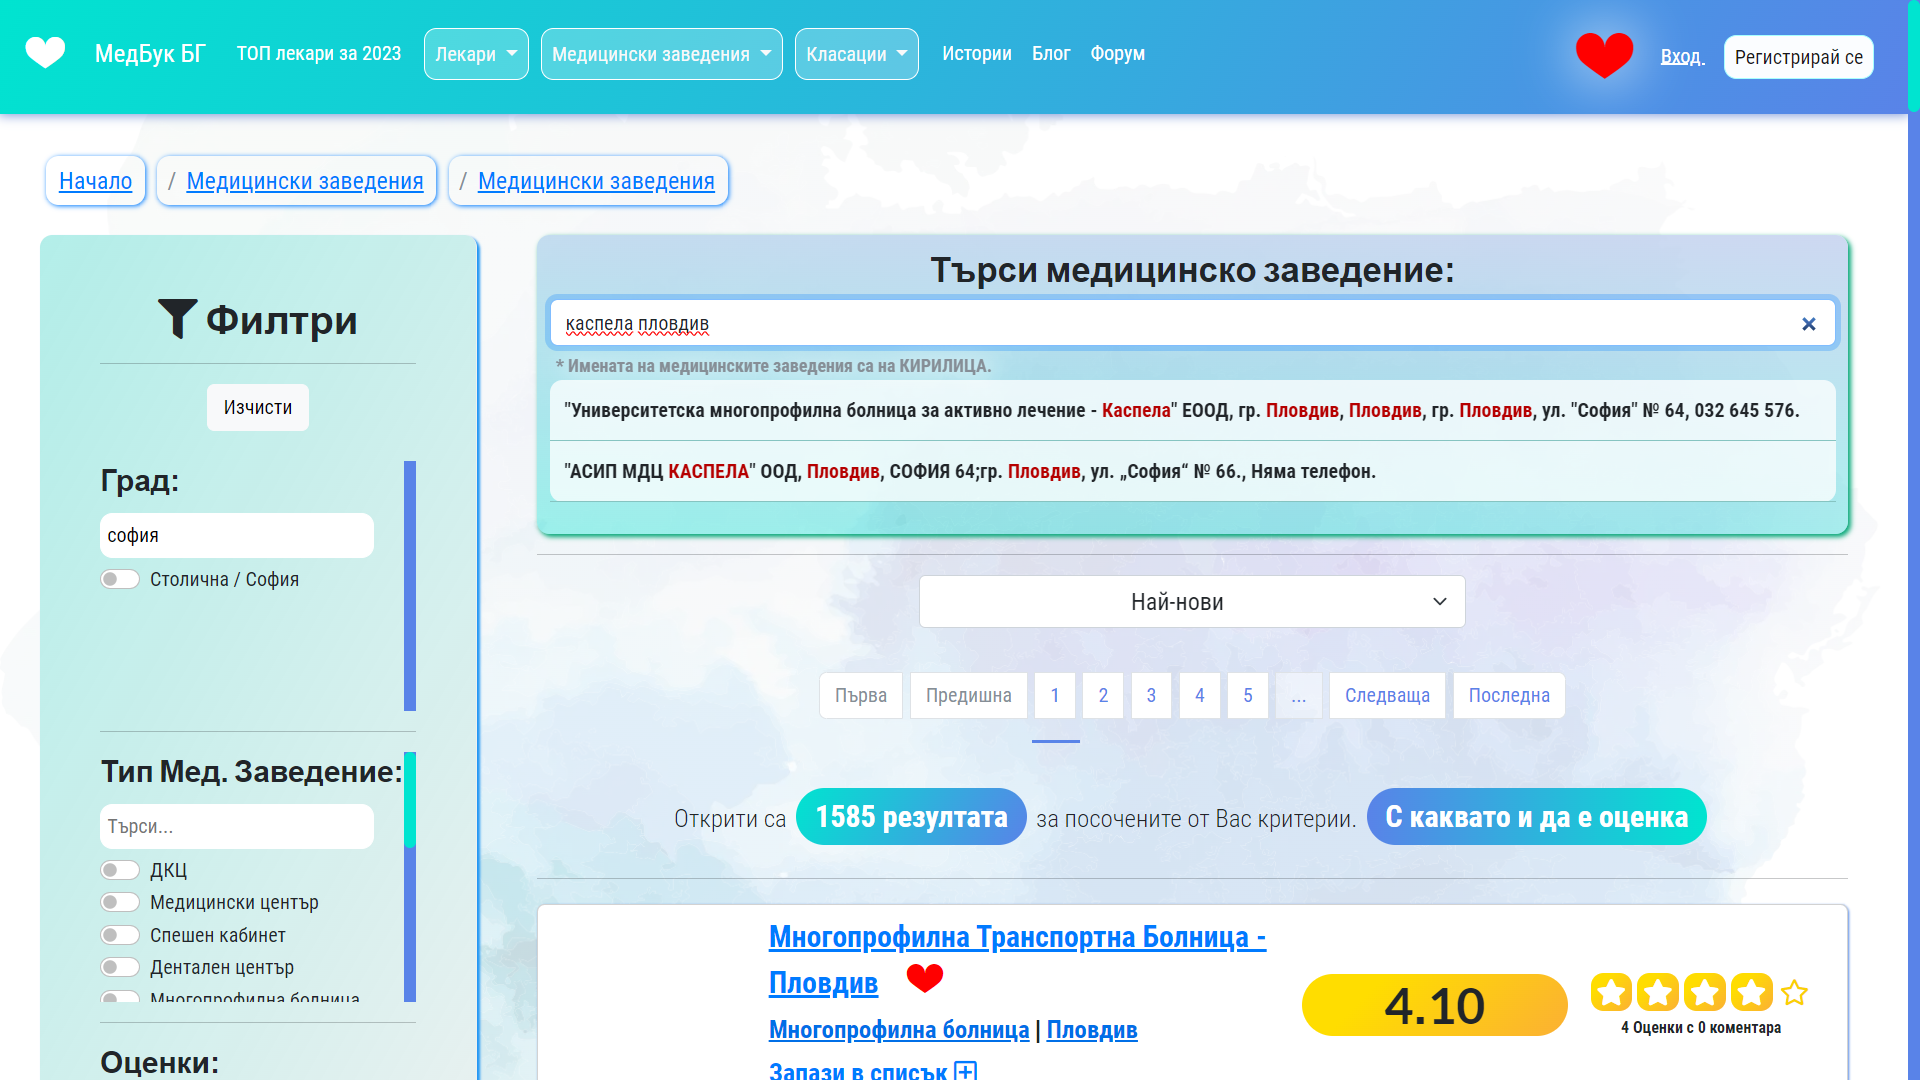 МедБук БГ
ТОП лекари за 2023
Лекари
Медицински заведения
Класации
Истории
Блог
Форум
Вход
Регистрирай се
Начало
/ Медицински заведения
/ Медицински заведения
Филтри
Изчисти
Град:
софия
Столична / София
Тип Мед. Заведение:
Търси...
ДКЦ
Медицински център
Спешен кабинет
Дентален център
Многопрофилна болница
Оценки:
Търси медицинско заведение:
каспела пловдив
* Имената на медицинските заведения са на КИРИЛИЦА.
"Университетска многопрофилна болница за активно лечение - Каспела" ЕООД, гр. Пловдив, Пловдив, гр. Пловдив, ул. "София" № 64, 032 645 576.
"АСИП МДЦ КАСПЕЛА" ООД, Пловдив, СОФИЯ 64;гр. Пловдив, ул. „София“ № 66., Няма телефон.
Най-нови
Първа Предишна 1 2 3 4 5 ... Следваща Последна
Открити са 1585 резултата за посочените от Вас критерии. С каквато и да е оценка
Многопрофилна Транспортна Болница -
Пловдив
Многопрофилна болница | Пловдив
Запази в списък
4.10
4 Оценки с 0 коментара